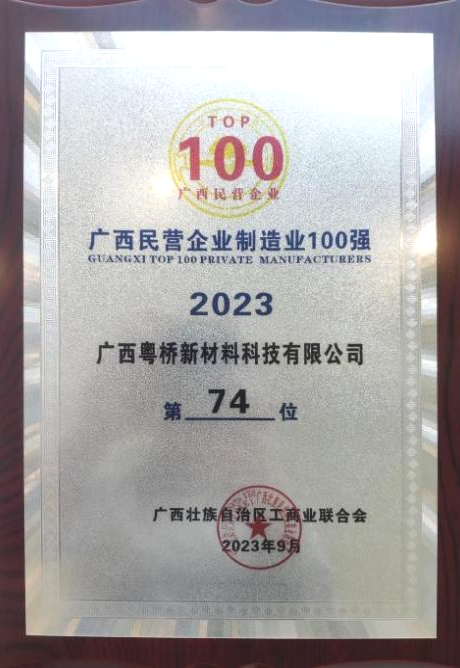 TOP
100
广西民营企业
广西民营企业制造业100强
GUANGXI TOP 100 PRIVATE MANUFACTURERS
2023
广西粤桥新材料科技有限公司
第 74 位
广西壮族自治区工商业联合会
2023年9月